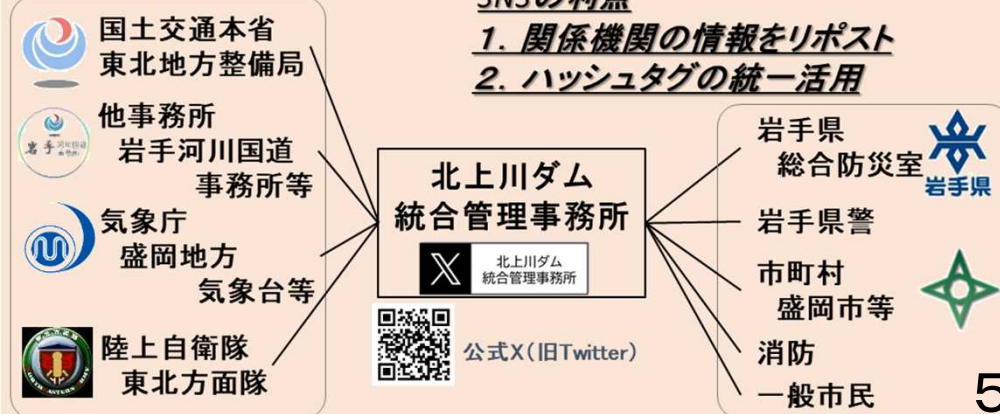 SNSの利点
1. 関係機関の情報をリポスト
2. ハッシュタグの統一活用
国土交通本省
東北地方整備局
他事務所
岩手河川国道
事務所等
気象庁
盛岡地方
気象台等
陸上自衛隊
東北方面隊
北上川ダム
統合管理事務所
X
北上川ダム
統合管理事務所
公式X(旧Twitter)
岩手県
総合防災室
岩手県
岩手県警
市町村
盛岡市等
消防
一般市民
5